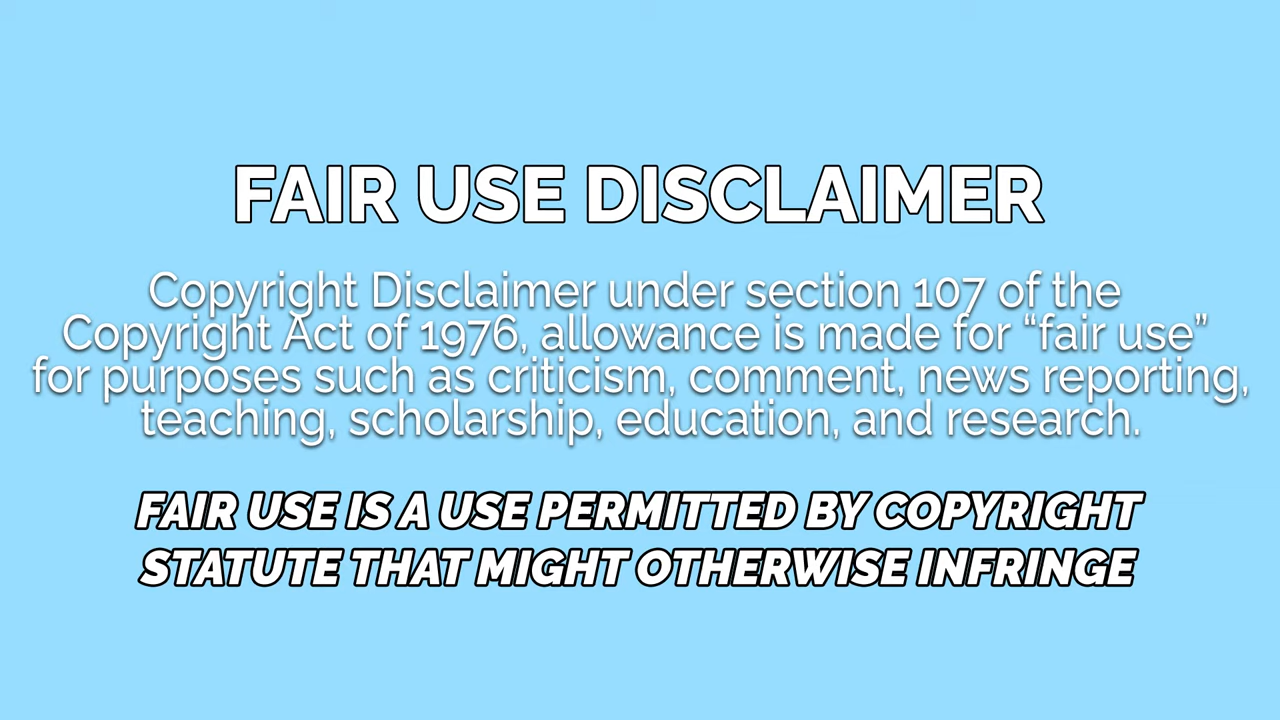 FAIR USE DISCLAIMER
Copyright Disclaimer under section 107 of the
Copyright Act of 1976, allowance is made for “fair use”
for purposes such as criticism, comment, news reporting,
teaching, scholarship, education, and research.
FAIR USE IS A USE PERMITTED BY COPYRIGHT
STATUTE THAT MIGHT OTHERWISE INFRINGE